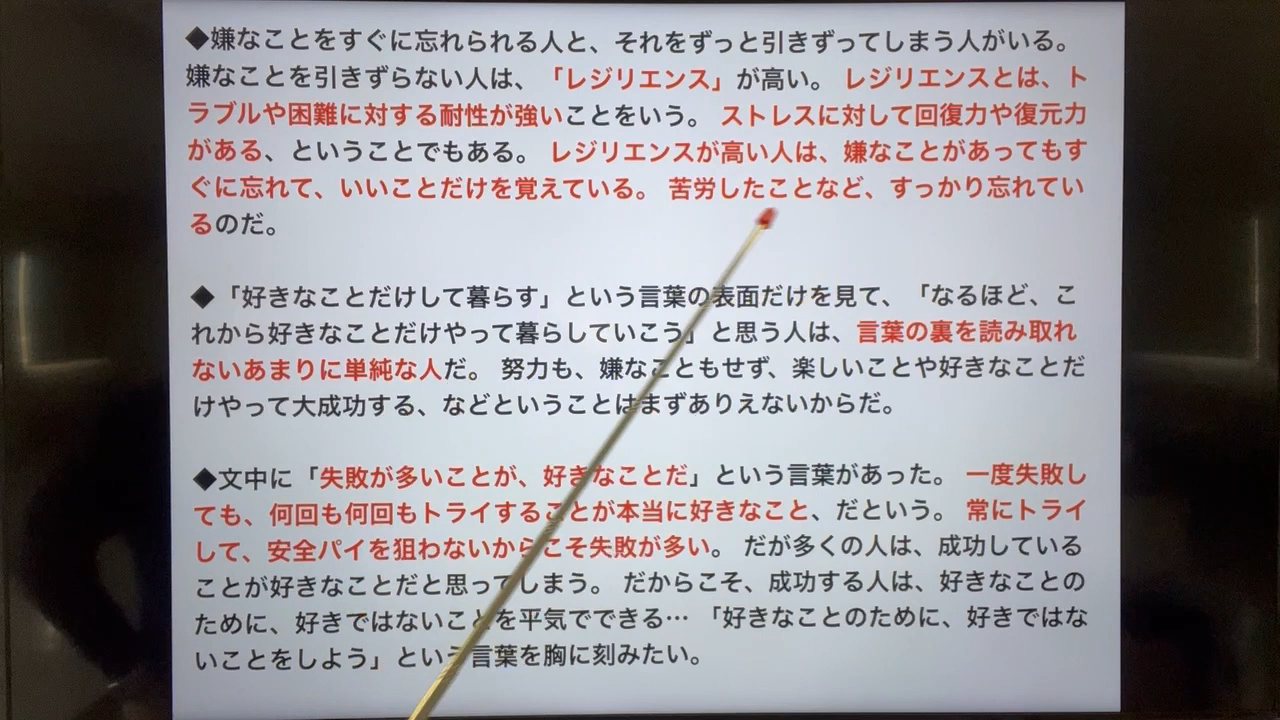 ◆嫌なことをすぐに忘れられる人と、それをずっと引きずってしまう人がいる。
嫌なことを引きずらない人は、「レジリエンス」が高い。 レジリエンスとは、ト
ラブルや困難に対する耐性が強いことをいう。 ストレスに対して回復力や復元力
がある、ということでもある。 レジリエンスが高い人は、嫌なことがあってもす
ぐに忘れて、いいことだけを覚えている。 苦労したことなど、すっかり忘れてい
るのだ。
◆「好きなことだけして暮らす」という言葉の表面だけを見て、「なるほど、こ
れから好きなことだけやって暮らしていこう」と思う人は、言葉の裏を読み取れ
ないあまりに単純な人だ。 努力も、嫌なこともせず、楽しいことや好きなことだ
けやって大成功する、などということはまずありえないからだ。
◆文中に「失敗が多いことが、好きなことだ」という言葉があった。 一度失敗し
ても、何回も何回もトライすることが本当に好きなこと、だという。 常にトライ
して、安全パイを狙わないからこそ失敗が多い。 だが多くの人は、成功している
ことが好きなことだと思ってしまう。 だからこそ、成功する人は、好きなことの
ために、好きではないことを平気でできる… 「好きなことのために、好きではな
いことをしよう」という言葉を胸に刻みたい。